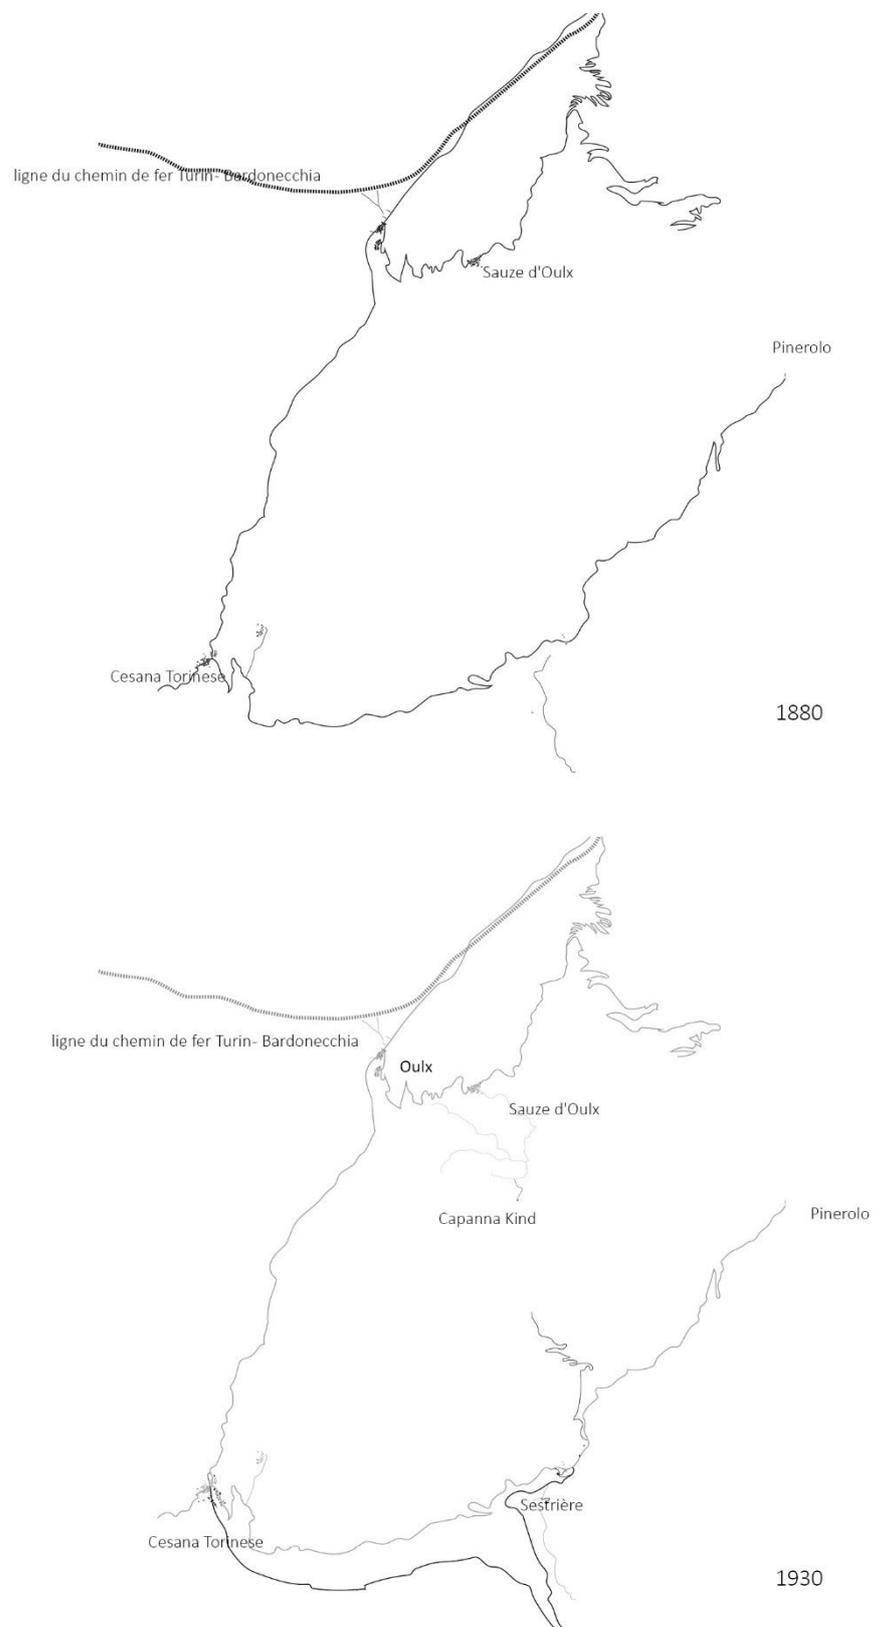 ligne du chemin de fer Turin- Bardonecchia
Sauze d'Oulx
Pinerolo
Cesana Torinese
1880
ligne du chemin de fer Turin- Bardonecchia
Oulx
Sauze d'Oulx
Capanna Kind
Pinerolo
Sestrière
Cesana Torinese
1930